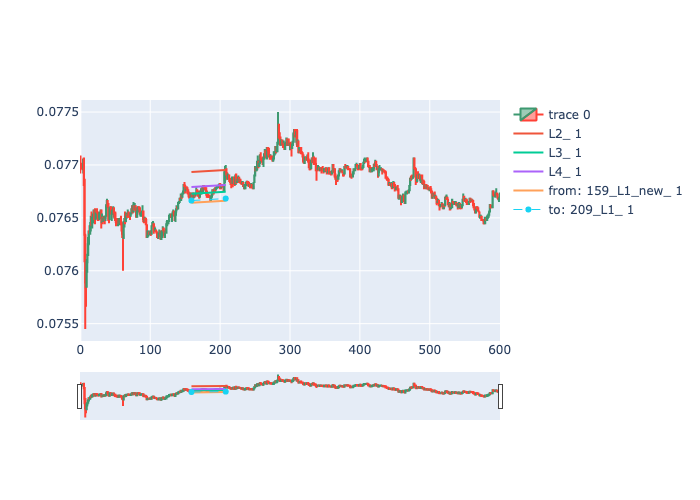 0.0775
0.077
0.0765
0.076
0.0755
0 100 200 300 400 500 600
trace 0
L2_ 1
L3_ 1
L4_ 1
from: 159_L1_new_ 1
to: 209_L1_ 1